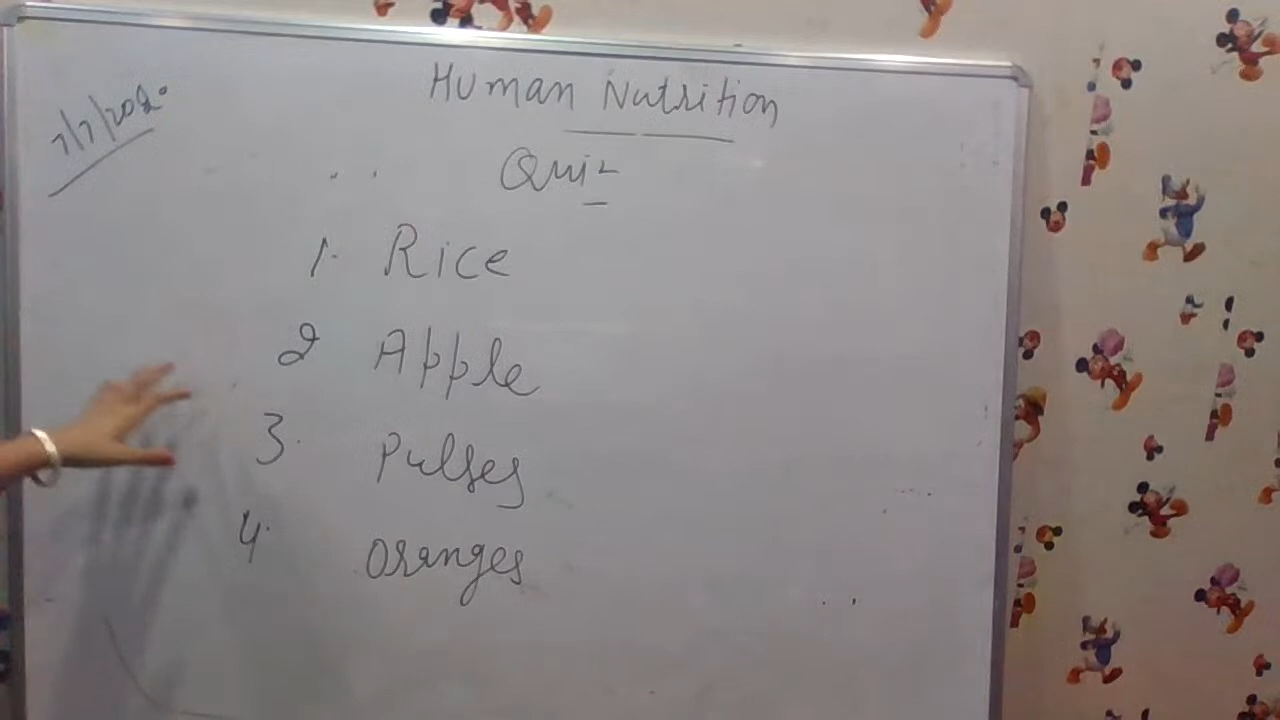 7/7/2020
Human Nutrition
Quiz
1. Rice
2 Apple
3. Pulses
4. Oranges